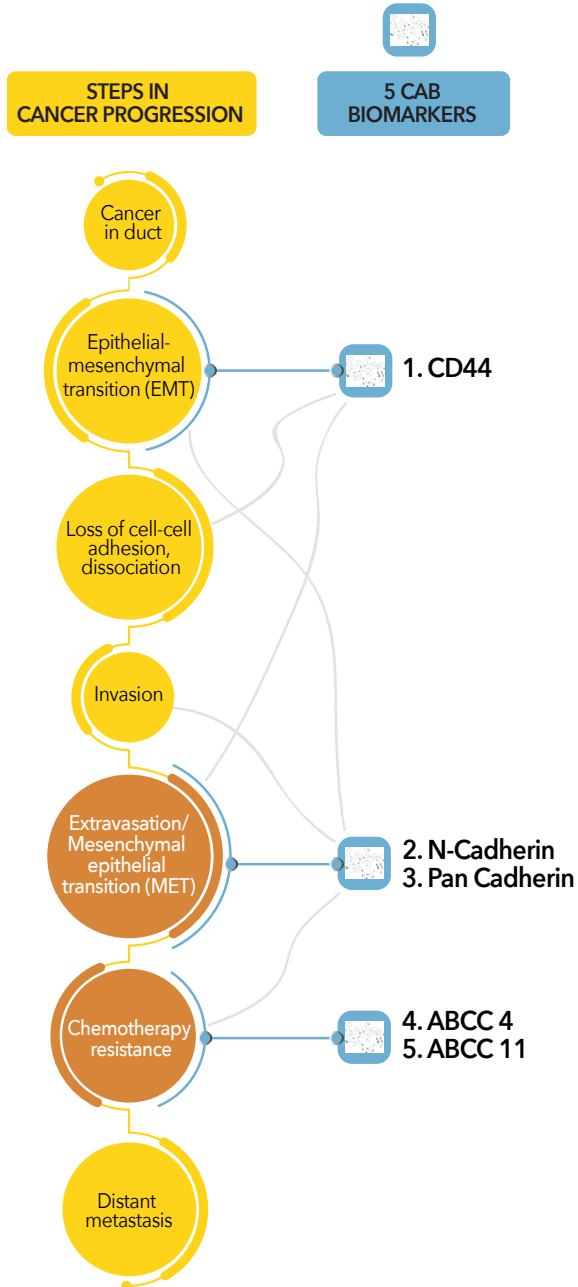 STEPS IN
CANCER PROGRESSION
5 CAB
BIOMARKERS
Cancer
in duct
Epithelial-
mesenchymal
transition (EMT)
1. CD44
Loss of cell-cell
adhesion,
dissociation
Invasion
Extravasation/
Mesenchymal
epithelial
transition (MET)
2. N-Cadherin
3. Pan Cadherin
Chemotherapy
resistance
4. ABCC 4
5. ABCC 11
Distant
metastasis